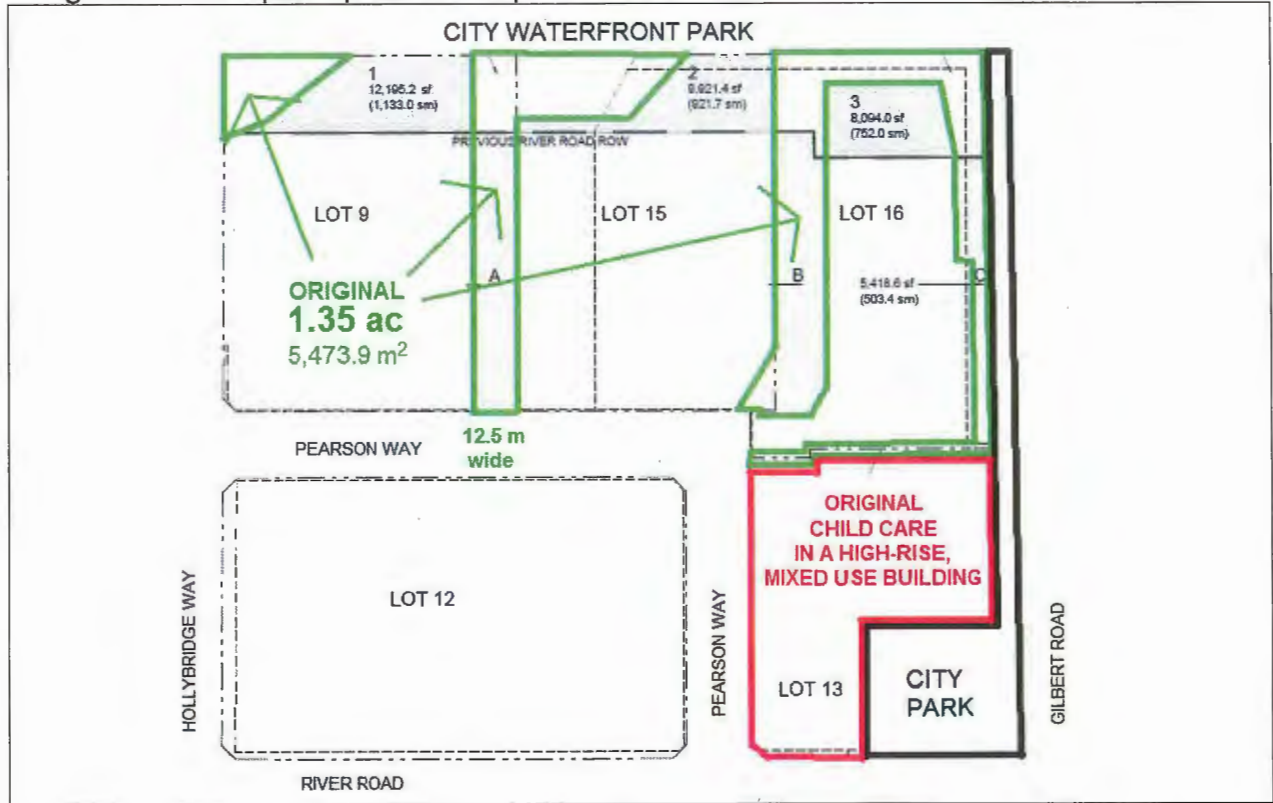 CITY WATERFRONT PARK
1
12,195.2 sf
(1,133.0 sm)
2
9,921.4 sf
(921.7 sm)
3
8,094.0 sf
(752.0 sm)
PREVIOUS RIVER ROAD ROW
LOT 9
LOT 15
LOT 16
A
B
C
5,418.6 sf
(503.4 sm)
ORIGINAL
1.35 ac
5,473.9 m²
PEARSON WAY
12.5 m
wide
ORIGINAL
CHILD CARE
IN A HIGH-RISE,
MIXED USE BUILDING
HOLLYBRIDGE WAY
LOT 12
PEARSON WAY
LOT 13
CITY
PARK
GILBERT ROAD
RIVER ROAD